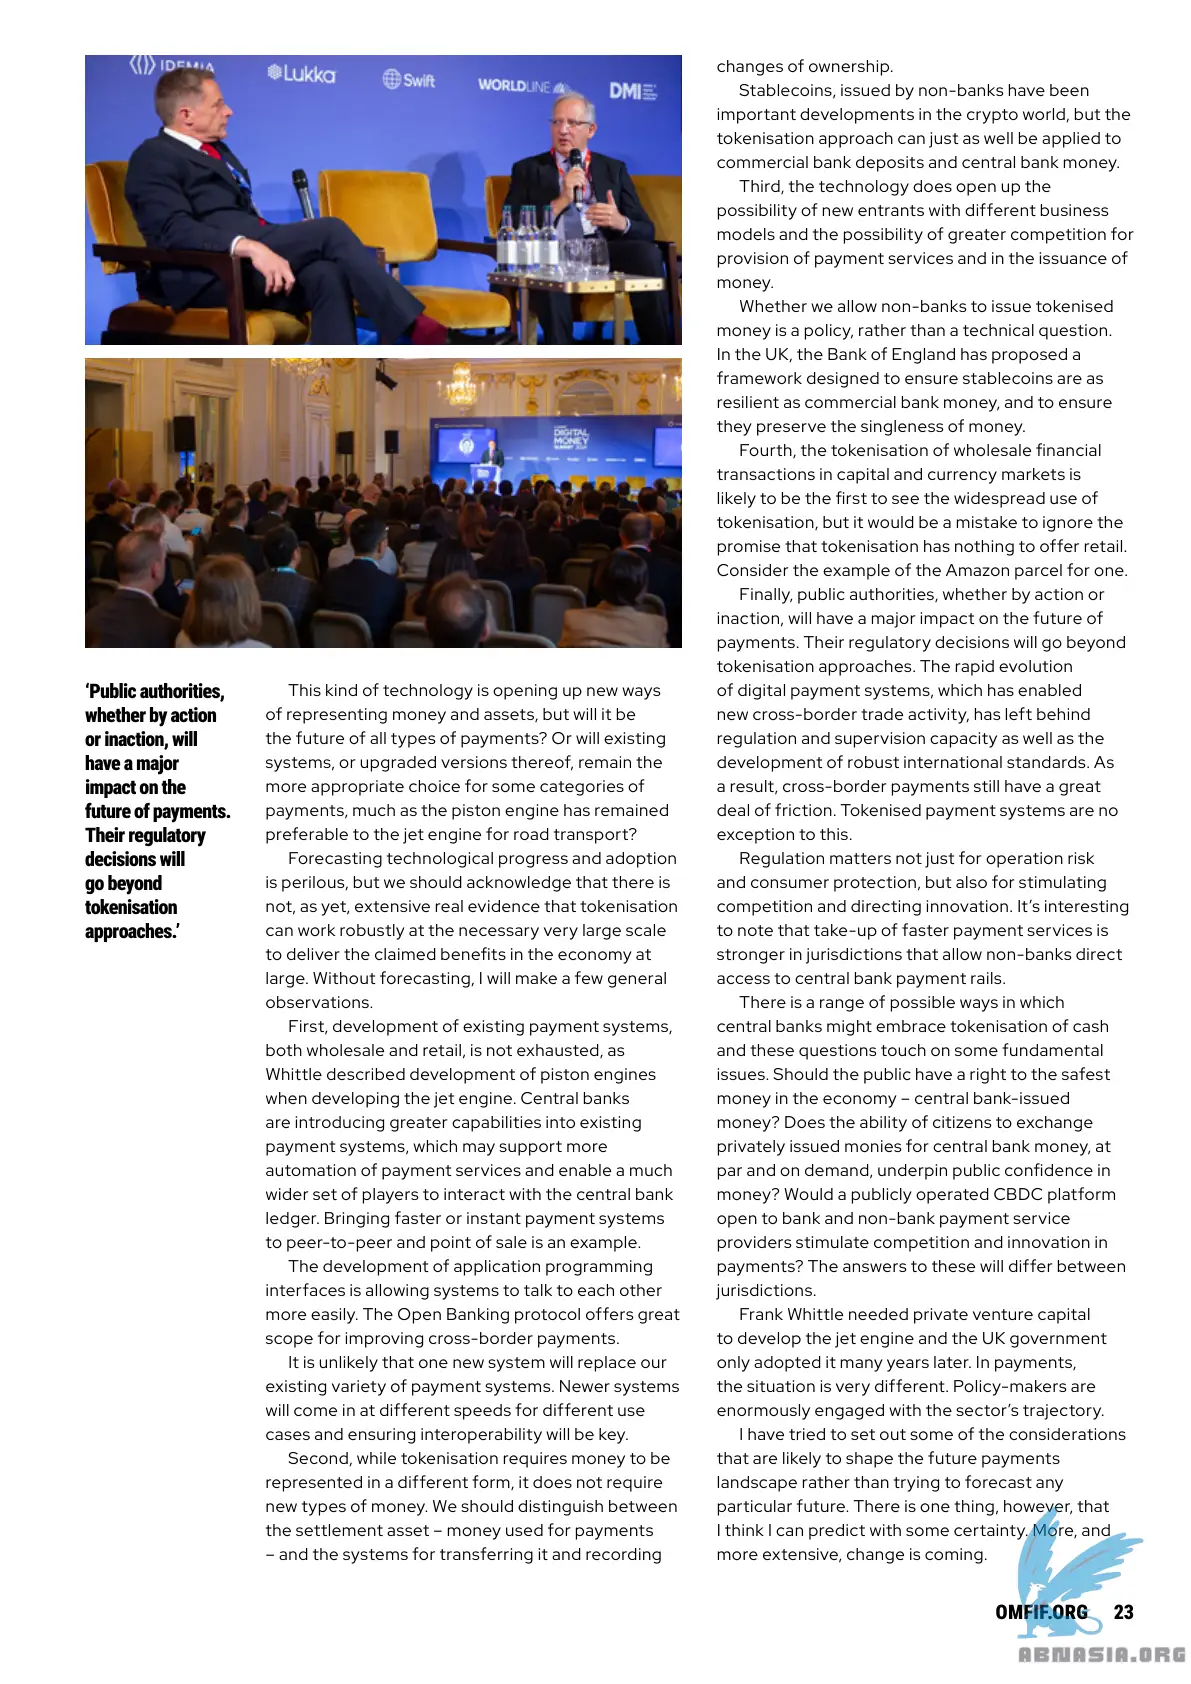 IDEMIA
Lukka
Swift
WORLDLINE
DMI
DIGITAL
MONEY
SUMMIT 2024
'Public authorities,
whether by action
or inaction, will
have a major
impact on the
future of payments.
Their regulatory
decisions will
go beyond
tokenisation
approaches.'
This kind of technology is opening up new ways
of representing money and assets, but will it be
the future of all types of payments? Or will existing
systems, or upgraded versions thereof, remain the
more appropriate choice for some categories of
payments, much as the piston engine has remained
preferable to the jet engine for road transport?
Forecasting technological progress and adoption
is perilous, but we should acknowledge that there is
not, as yet, extensive real evidence that tokenisation
can work robustly at the necessary very large scale
to deliver the claimed benefits in the economy at
large. Without forecasting, I will make a few general
observations.
First, development of existing payment systems,
both wholesale and retail, is not exhausted, as
Whittle described development of piston engines
when developing the jet engine. Central banks
are introducing greater capabilities into existing
payment systems, which may support more
automation of payment services and enable a much
wider set of players to interact with the central bank
ledger. Bringing faster or instant payment systems
to peer-to-peer and point of sale is an example.
The development of application programming
interfaces is allowing systems to talk to each other
more easily. The Open Banking protocol offers great
scope for improving cross-border payments.
It is unlikely that one new system will replace our
existing variety of payment systems. Newer systems
will come in at different speeds for different use
cases and ensuring interoperability will be key.
Second, while tokenisation requires money to be
represented in a different form, it does not require
new types of money. We should distinguish between
the settlement asset – money used for payments
– and the systems for transferring it and recording
changes of ownership.
Stablecoins, issued by non-banks have been
important developments in the crypto world, but the
tokenisation approach can just as well be applied to
commercial bank deposits and central bank money.
Third, the technology does open up the
possibility of new entrants with different business
models and the possibility of greater competition for
provision of payment services and in the issuance of
money.
Whether we allow non-banks to issue tokenised
money is a policy, rather than a technical question.
In the UK, the Bank of England has proposed a
framework designed to ensure stablecoins are as
resilient as commercial bank money, and to ensure
they preserve the singleness of money.
Fourth, the tokenisation of wholesale financial
transactions in capital and currency markets is
likely to be the first to see the widespread use of
tokenisation, but it would be a mistake to ignore the
promise that tokenisation has nothing to offer retail.
Consider the example of the Amazon parcel for one.
Finally, public authorities, whether by action or
inaction, will have a major impact on the future of
payments. Their regulatory decisions will go beyond
tokenisation approaches. The rapid evolution
of digital payment systems, which has enabled
new cross-border trade activity, has left behind
regulation and supervision capacity as well as the
development of robust international standards. As
a result, cross-border payments still have a great
deal of friction. Tokenised payment systems are no
exception to this.
Regulation matters not just for operation risk
and consumer protection, but also for stimulating
competition and directing innovation. It's interesting
to note that take-up of faster payment services is
stronger in jurisdictions that allow non-banks direct
access to central bank payment rails.
There is a range of possible ways in which
central banks might embrace tokenisation of cash
and these questions touch on some fundamental
issues. Should the public have a right to the safest
money in the economy – central bank-issued
money? Does the ability of citizens to exchange
privately issued monies for central bank money, at
par and on demand, underpin public confidence in
money? Would a publicly operated CBDC platform
open to bank and non-bank payment service
providers stimulate competition and innovation in
payments? The answers to these will differ between
jurisdictions.
Frank Whittle needed private venture capital
to develop the jet engine and the UK government
only adopted it many years later. In payments,
the situation is very different. Policy-makers are
enormously engaged with the sector's trajectory.
I have tried to set out some of the considerations
that are likely to shape the future payments
landscape rather than trying to forecast any
particular future. There is one thing, however, that
I think I can predict with some certainty. More, and
more extensive, change is coming.
OMFIF.ORG 23
ABNASIA.ORG